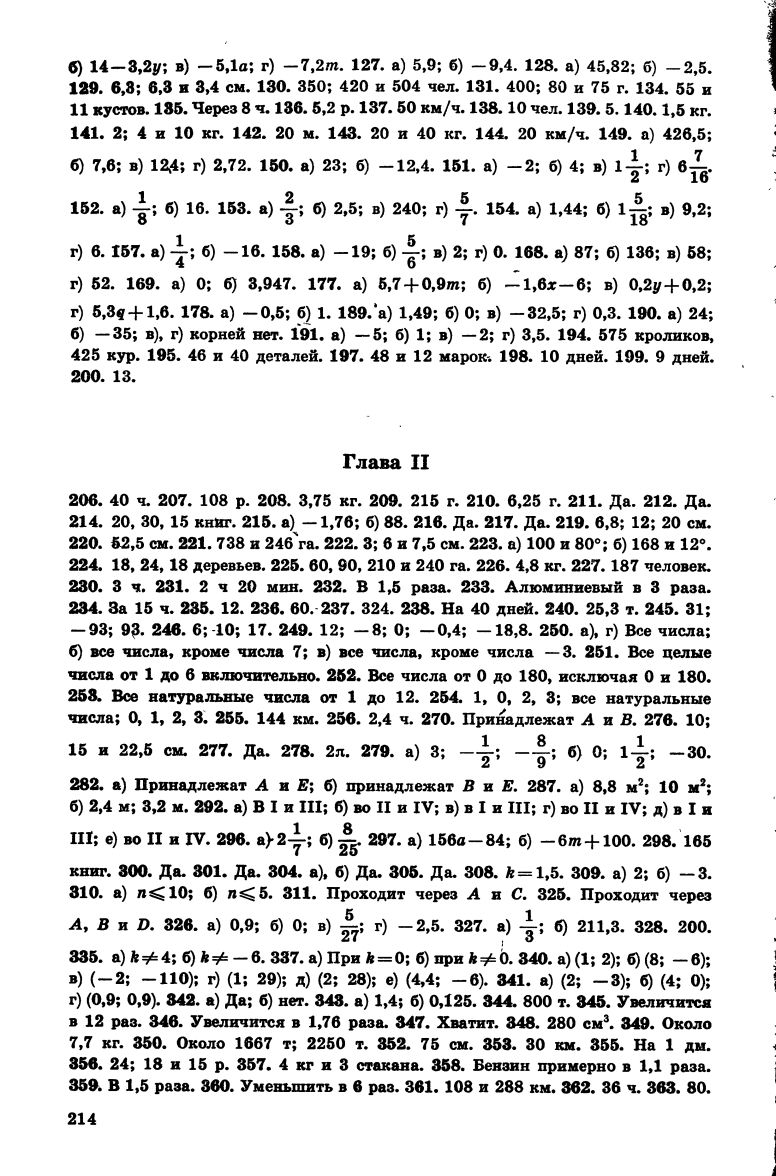 б) 14—3,2y; в) —5,1a; г) —7,2m. 127. а) 5,9; б) —9,4. 128. а) 45,82; б) —2,5.
129. 6,3; 6,3 и 3,4 см. 130. 350; 420 и 504 чел. 131. 400; 80 и 75 г. 134. 55 и
11 кустов. 135. Через 8 ч. 136. 5,2 р. 137. 50 км/ч. 138. 10 чел. 139. 5. 140. 1,5 кг.
141. 2; 4 и 10 кг. 142. 20 м. 143. 20 и 40 кг. 144. 20 км/ч. 149. а) 426,5;
б) 7,6; в) 12,4; г) 2,72. 150. а) 23; б) —12,4. 151. а) —2; б) 4; в) 1 1/2; г) 6 7/16.
152. а) 1/8; б) 16. 153. а) 2/3; б) 2,5; в) 240; г) 5/7. 154. а) 1,44; б) 1 5/18; в) 9,2;
г) 6. 157. а) 1/4; б) —16. 158. а) —19; б) 5/6; в) 2; г) 0. 168. а) 87; б) 136; в) 58;
г) 52. 169. а) 0; б) 3,947. 177. а) 5,7+0,9m; б) —1,6x—6; в) 0,2y+0,2;
г) 5,3q+1,6. 178. а) —0,5; б) 1. 189. а) 1,49; б) 0; в) —32,5; г) 0,3. 190. а) 24;
б) —35; в), г) корней нет. 191. а) —5; б) 1; в) —2; г) 3,5. 194. 575 кроликов,
425 кур. 195. 46 и 40 деталей. 197. 48 и 12 марок. 198. 10 дней. 199. 9 дней.
200. 13.
Глава II
206. 40 ч. 207. 108 р. 208. 3,75 кг. 209. 215 г. 210. 6,25 г. 211. Да. 212. Да.
214. 20, 30, 15 книг. 215. а) —1,76; б) 88. 216. Да. 217. Да. 219. 6,8; 12; 20 см.
220. 52,5 см. 221. 738 и 246 га. 222. 3; 6 и 7,5 см. 223. а) 100 и 80°; б) 168 и 12°.
224. 18, 24, 18 деревьев. 225. 60, 90, 210 и 240 га. 226. 4,8 кг. 227. 187 человек.
230. 3 ч. 231. 2 ч 20 мин. 232. В 1,5 раза. 233. Алюминиевый в 3 раза.
234. За 15 ч. 235. 12. 236. 60. 237. 324. 238. На 40 дней. 240. 25,3 т. 245. 31;
—93; 93. 246. 6; 10; 17. 249. 12; —8; 0; —0,4; —18,8. 250. а), г) Все числа;
б) все числа, кроме числа 7; в) все числа, кроме числа —3. 251. Все целые
числа от 1 до 6 включительно. 252. Все числа от 0 до 180, исключая 0 и 180.
253. Все натуральные числа от 1 до 12. 254. 1, 0, 2, 3; все натуральные
числа; 0, 1, 2, 3. 255. 144 км. 256. 2,4 ч. 270. Принадлежат A и B. 276. 10;
15 и 22,5 см. 277. Да. 278. 2л. 279. а) 3; —1/2; —8/9; б) 0; 1 1/2; —30.
282. а) Принадлежат A и E; б) принадлежат B и E. 287. а) 8,8 м²; 10 м²;
б) 2,4 м; 3,2 м. 292. а) В I и III; б) во II и IV; в) в I и III; г) во II и IV; д) в I и
III; е) во II и IV. 296. а) 2 1/7; б) 8/25. 297. а) 156a—84; б) —6m+100. 298. 165
книг. 300. Да. 301. Да. 304. а), б) Да. 305. Да. 308. k=1,5. 309. а) 2; б) —3.
310. а) n⩽10; б) n⩽5. 311. Проходит через A и C. 325. Проходит через
A, B и D. 326. а) 0,9; б) 0; в) 5/27; г) —2,5. 327. а) 1/3; б) 211,3. 328. 200.
335. а) k≠4; б) k≠—6. 337. а) При k=0; б) при k≠0. 340. а) (1; 2); б) (8; —6);
в) (—2; —110); г) (1; 29); д) (2; 28); е) (4,4; —6). 341. а) (2; —3); б) (4; 0);
г) (0,9; 0,9). 342. а) Да; б) нет. 343. а) 1,4; б) 0,125. 344. 800 т. 345. Увеличится
в 12 раз. 346. Увеличится в 1,76 раза. 347. Хватит. 348. 280 см³. 349. Около
7,7 кг. 350. Около 1667 т; 2250 т. 352. 75 см. 353. 30 км. 355. На 1 дм.
356. 24; 18 и 15 р. 357. 4 кг и 3 стакана. 358. Бензин примерно в 1,1 раза.
359. В 1,5 раза. 360. Уменьшить в 6 раз. 361. 108 и 288 км. 362. 36 ч. 363. 80.
214